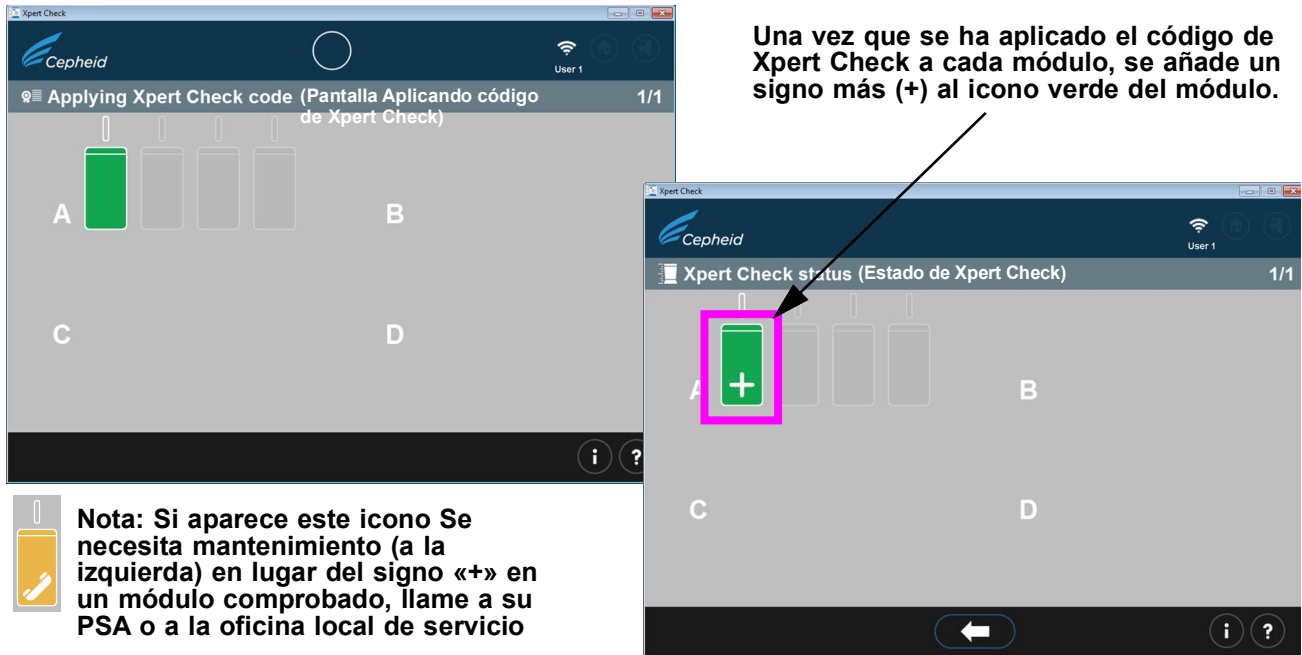 Xpert Check
Cepheid
User 1
Applying Xpert Check code (Pantalla Aplicando código
de Xpert Check)
1/1
A
B
C
D
i
?
Una vez que se ha aplicado el código de
Xpert Check a cada módulo, se añade un
signo más (+) al icono verde del módulo.
Xpert Check
Cepheid
User 1
Xpert Check status (Estado de Xpert Check)
1/1
A
+
B
C
D
i
?
Nota: Si aparece este icono Se
necesita mantenimiento (a la
izquierda) en lugar del signo «+» en
un módulo comprobado, llame a su
PSA o a la oficina local de servicio